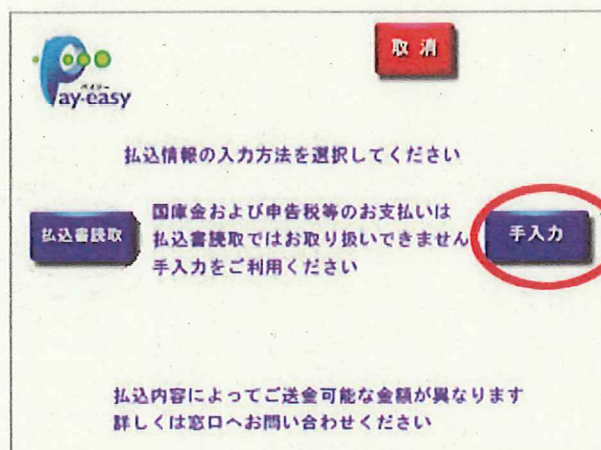 取消
ペイジー
Pay-easy
払込情報の入力方法を選択してください
払込書読取
国庫金および申告税等のお支払いは
払込書読取ではお取り扱いできません
手入力をご利用ください
手入力
払込内容によってご送金可能な金額が異なります
詳しくは窓口へお問い合わせください